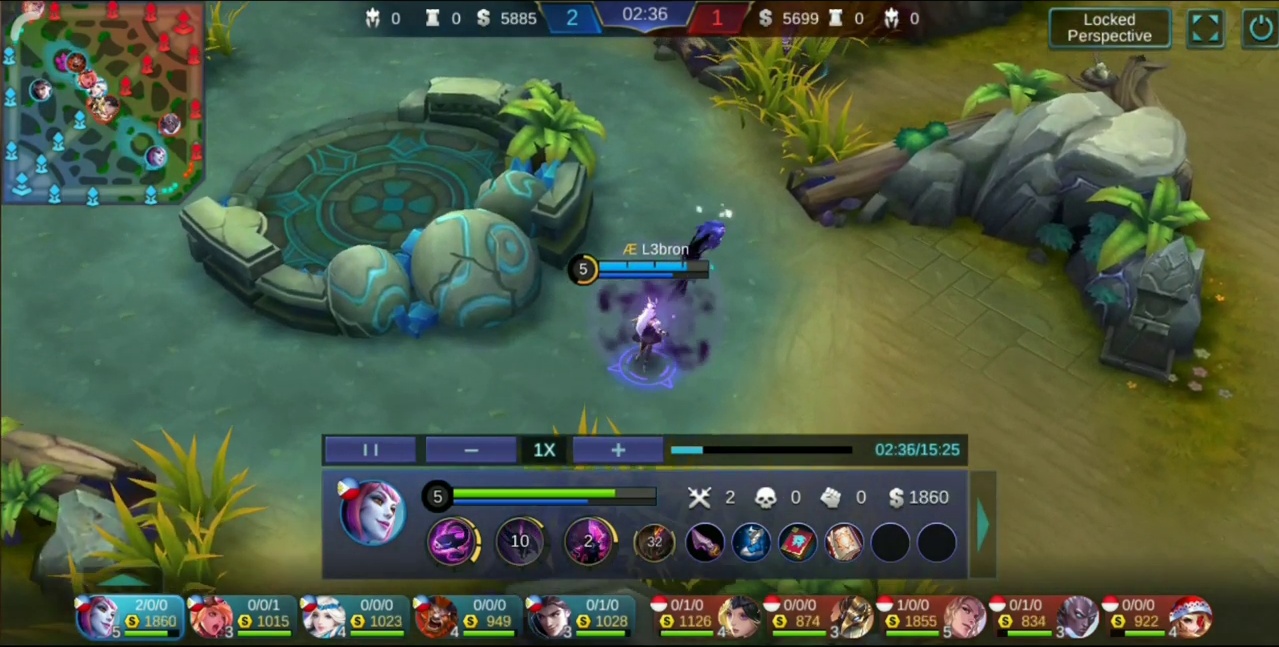 0 0 5885 2 02:36 1 5699 0 0
Locked
Perspective
Æ L3bron
5
II − 1X + 02:36/15:25
5 2 0 0 1860
10 2 32
2/0/0 0/0/1 0/0/0 0/0/0 0/1/0 0/1/0 0/0/0 1/0/0 0/1/0 0/0/0
1860 1015 1023 949 1028 1126 874 1855 834 922
5 3 4 4 3 4 3 5 3 4